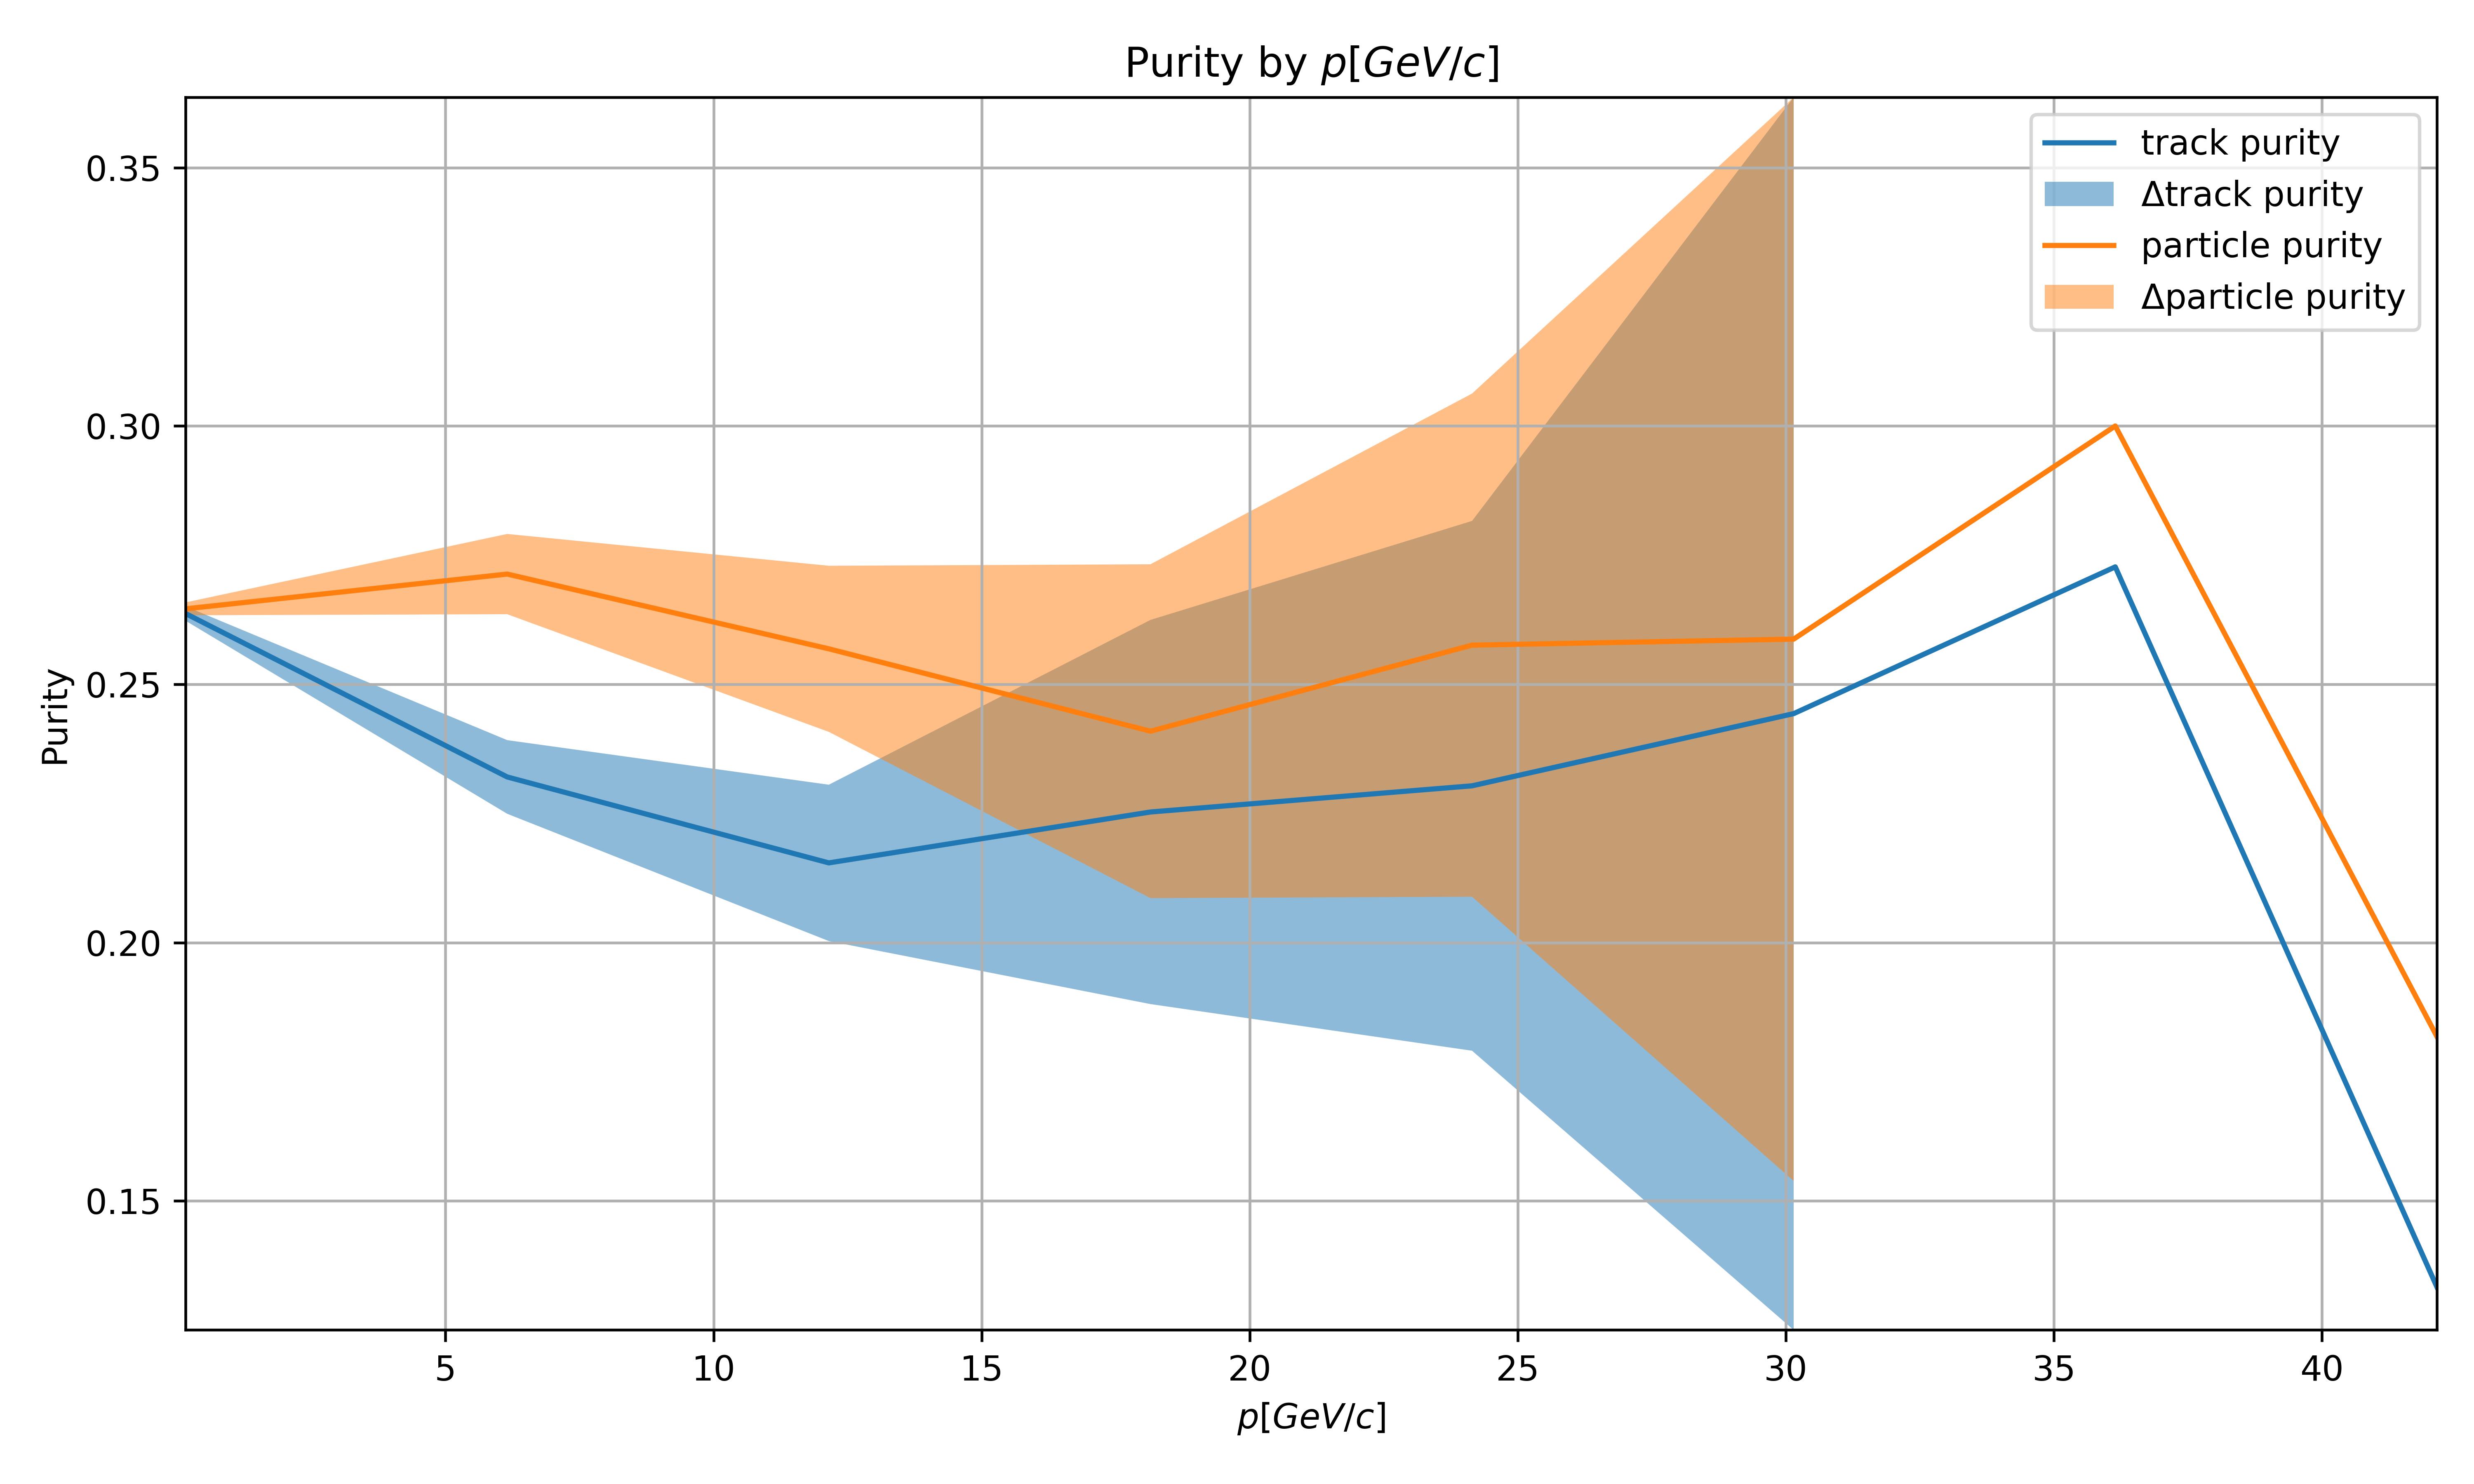 Purity by p[GeV/c]
track purity
Δtrack purity
particle purity
Δparticle purity
0.35
0.30
0.25
0.20
0.15
Purity
5 10 15 20 25 30 35 40
p[GeV/c]